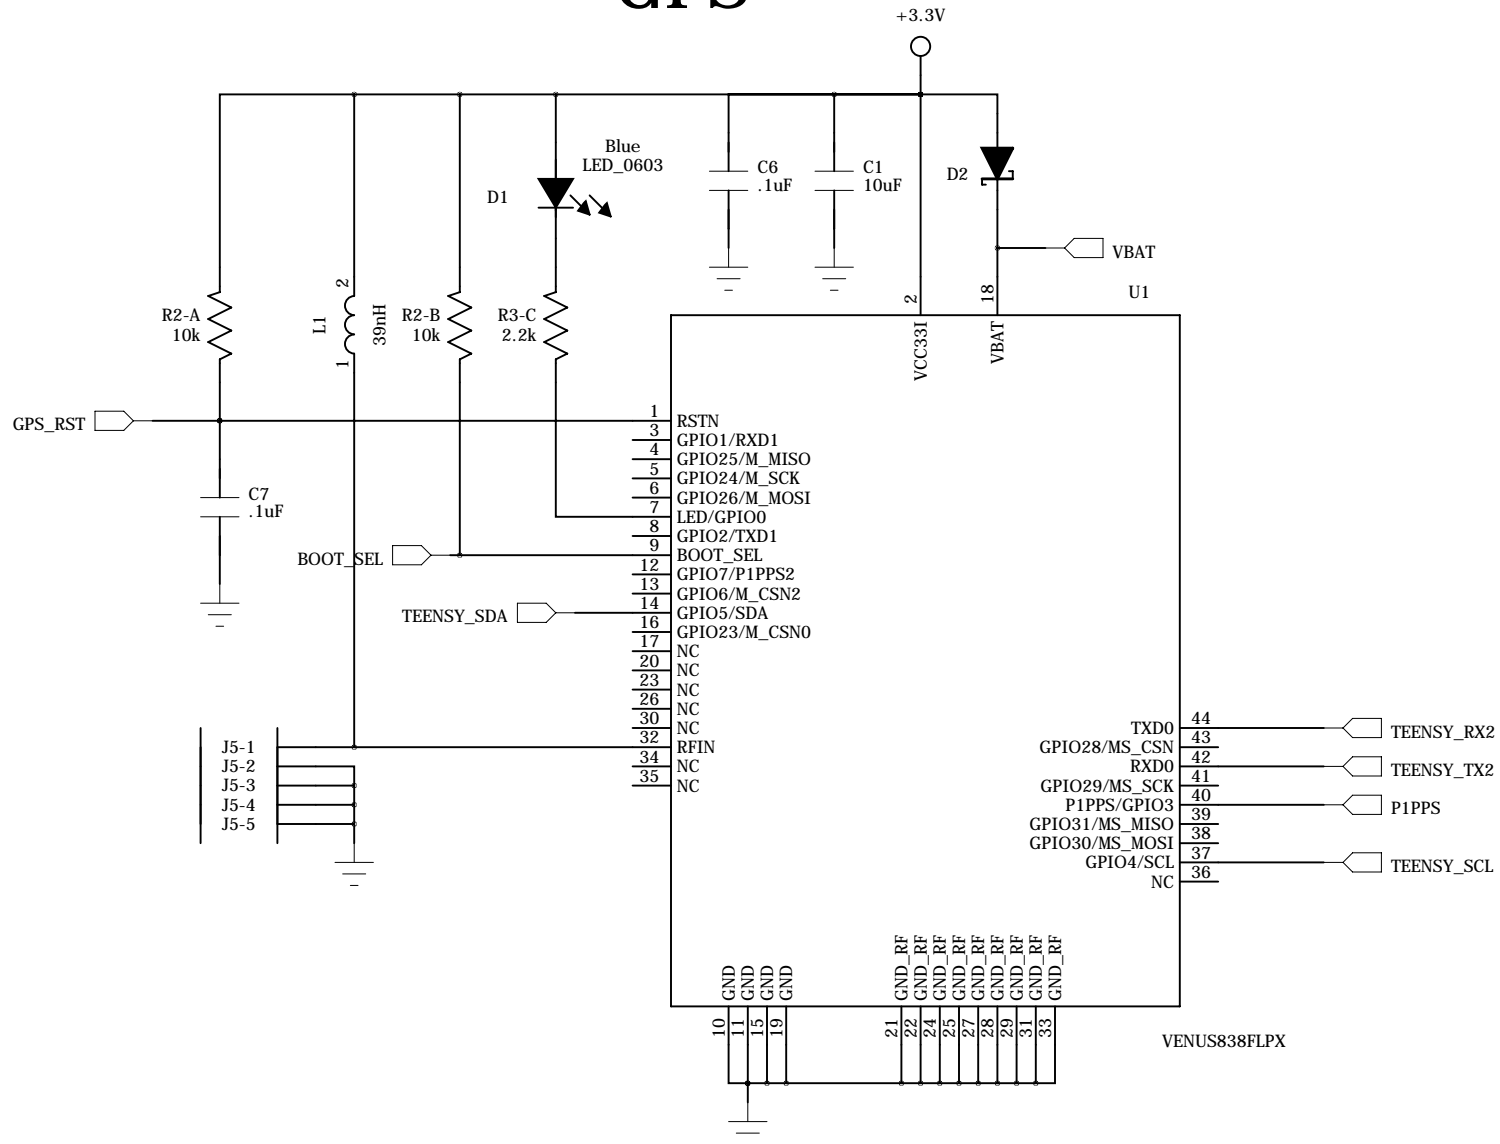 GPS
+3.3V
Blue
LED_0603
D1
C6
.1uF
C1
10uF
D2
VBAT
U1
R2-A
10k
L1
2
1
39nH
R2-B
10k
R3-C
2.2k
2
VCC33I
18
VBAT
GPS_RST
C7
.1uF
BOOT_SEL
TEENSY_SDA
1 RSTN
3 GPIO1/RXD1
4 GPIO25/M_MISO
5 GPIO24/M_SCK
6 GPIO26/M_MOSI
7 LED/GPIO0
8 GPIO2/TXD1
9 BOOT_SEL
12 GPIO7/P1PPS2
13 GPIO6/M_CSN2
14 GPIO5/SDA
16 GPIO23/M_CSN0
17 NC
20 NC
23 NC
26 NC
30 NC
32 RFIN
34 NC
35 NC
J5-1
J5-2
J5-3
J5-4
J5-5
TXD0 44 TEENSY_RX2
GPIO28/MS_CSN 43
RXD0 42 TEENSY_TX2
GPIO29/MS_SCK 41
P1PPS/GPIO3 40 P1PPS
GPIO31/MS_MISO 39
GPIO30/MS_MOSI 38
GPIO4/SCL 37 TEENSY_SCL
NC 36
GND 10
GND 11
GND 15
GND 19
GND_RF 21
GND_RF 22
GND_RF 24
GND_RF 25
GND_RF 27
GND_RF 28
GND_RF 29
GND_RF 31
GND_RF 33
VENUS838FLPX